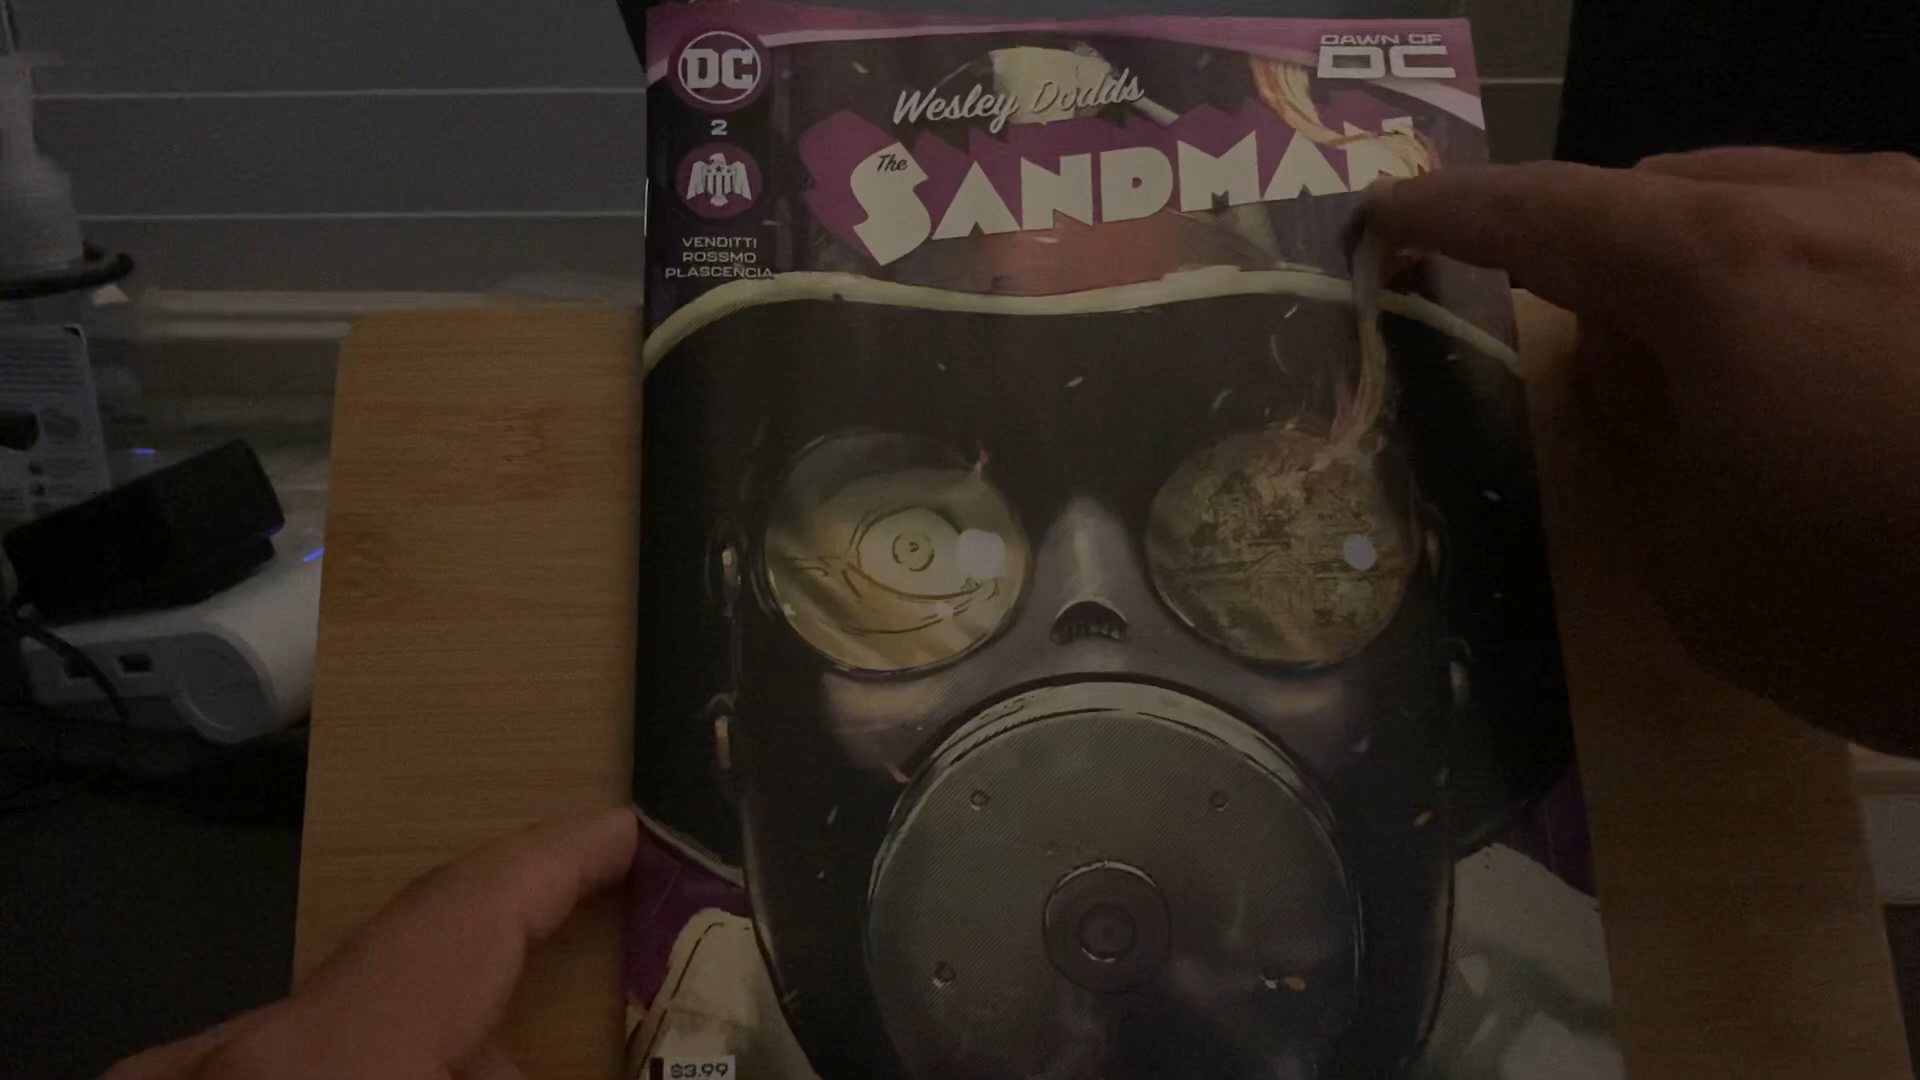 DC
DAWN OF
DC
2
Wesley Dodds
The
SANDMAN
VENDITTI
ROSSMO
PLASCENCIA
$3.99